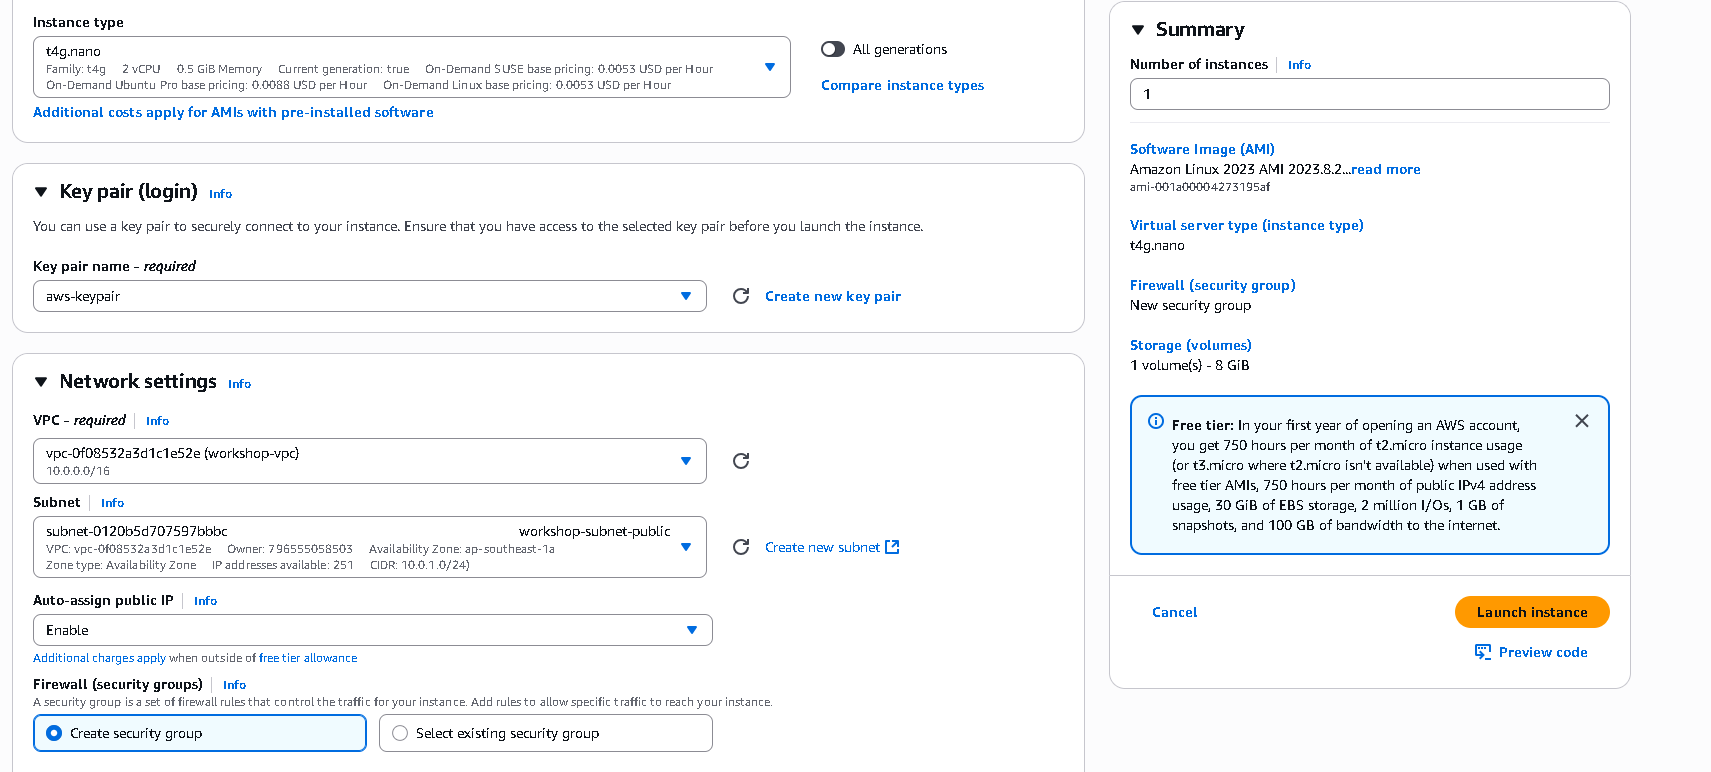 Instance type
t4g.nano
Family: t4g 2 vCPU 0.5 GiB Memory Current generation: true On-Demand SUSE base pricing: 0.0053 USD per Hour
On-Demand Ubuntu Pro base pricing: 0.0088 USD per Hour On-Demand Linux base pricing: 0.0053 USD per Hour
All generations
Compare instance types
Additional costs apply for AMIs with pre-installed software
Key pair (login) Info
You can use a key pair to securely connect to your instance. Ensure that you have access to the selected key pair before you launch the instance.
Key pair name - required
aws-keypair
Create new key pair
Network settings Info
VPC - required Info
vpc-0f08532a3d1c1e52e (workshop-vpc)
10.0.0.0/16
Subnet Info
subnet-0120b5d707597bbbc workshop-subnet-public
VPC: vpc-0f08532a3d1c1e52e Owner: 796555058503 Availability Zone: ap-southeast-1a
Zone type: Availability Zone IP addresses available: 251 CIDR: 10.0.1.0/24)
Create new subnet
Auto-assign public IP Info
Enable
Additional charges apply when outside of free tier allowance
Firewall (security groups) Info
A security group is a set of firewall rules that control the traffic for your instance. Add rules to allow specific traffic to reach your instance.
Create security group
Select existing security group
Summary
Number of instances Info
1
Software Image (AMI)
Amazon Linux 2023 AMI 2023.8.2...read more
ami-001a00004273195af
Virtual server type (instance type)
t4g.nano
Firewall (security group)
New security group
Storage (volumes)
1 volume(s) - 8 GiB
Free tier: In your first year of opening an AWS account,
you get 750 hours per month of t2.micro instance usage
(or t3.micro where t2.micro isn't available) when used with
free tier AMIs, 750 hours per month of public IPv4 address
usage, 30 GiB of EBS storage, 2 million I/Os, 1 GB of
snapshots, and 100 GB of bandwidth to the internet.
Cancel
Launch instance
Preview code